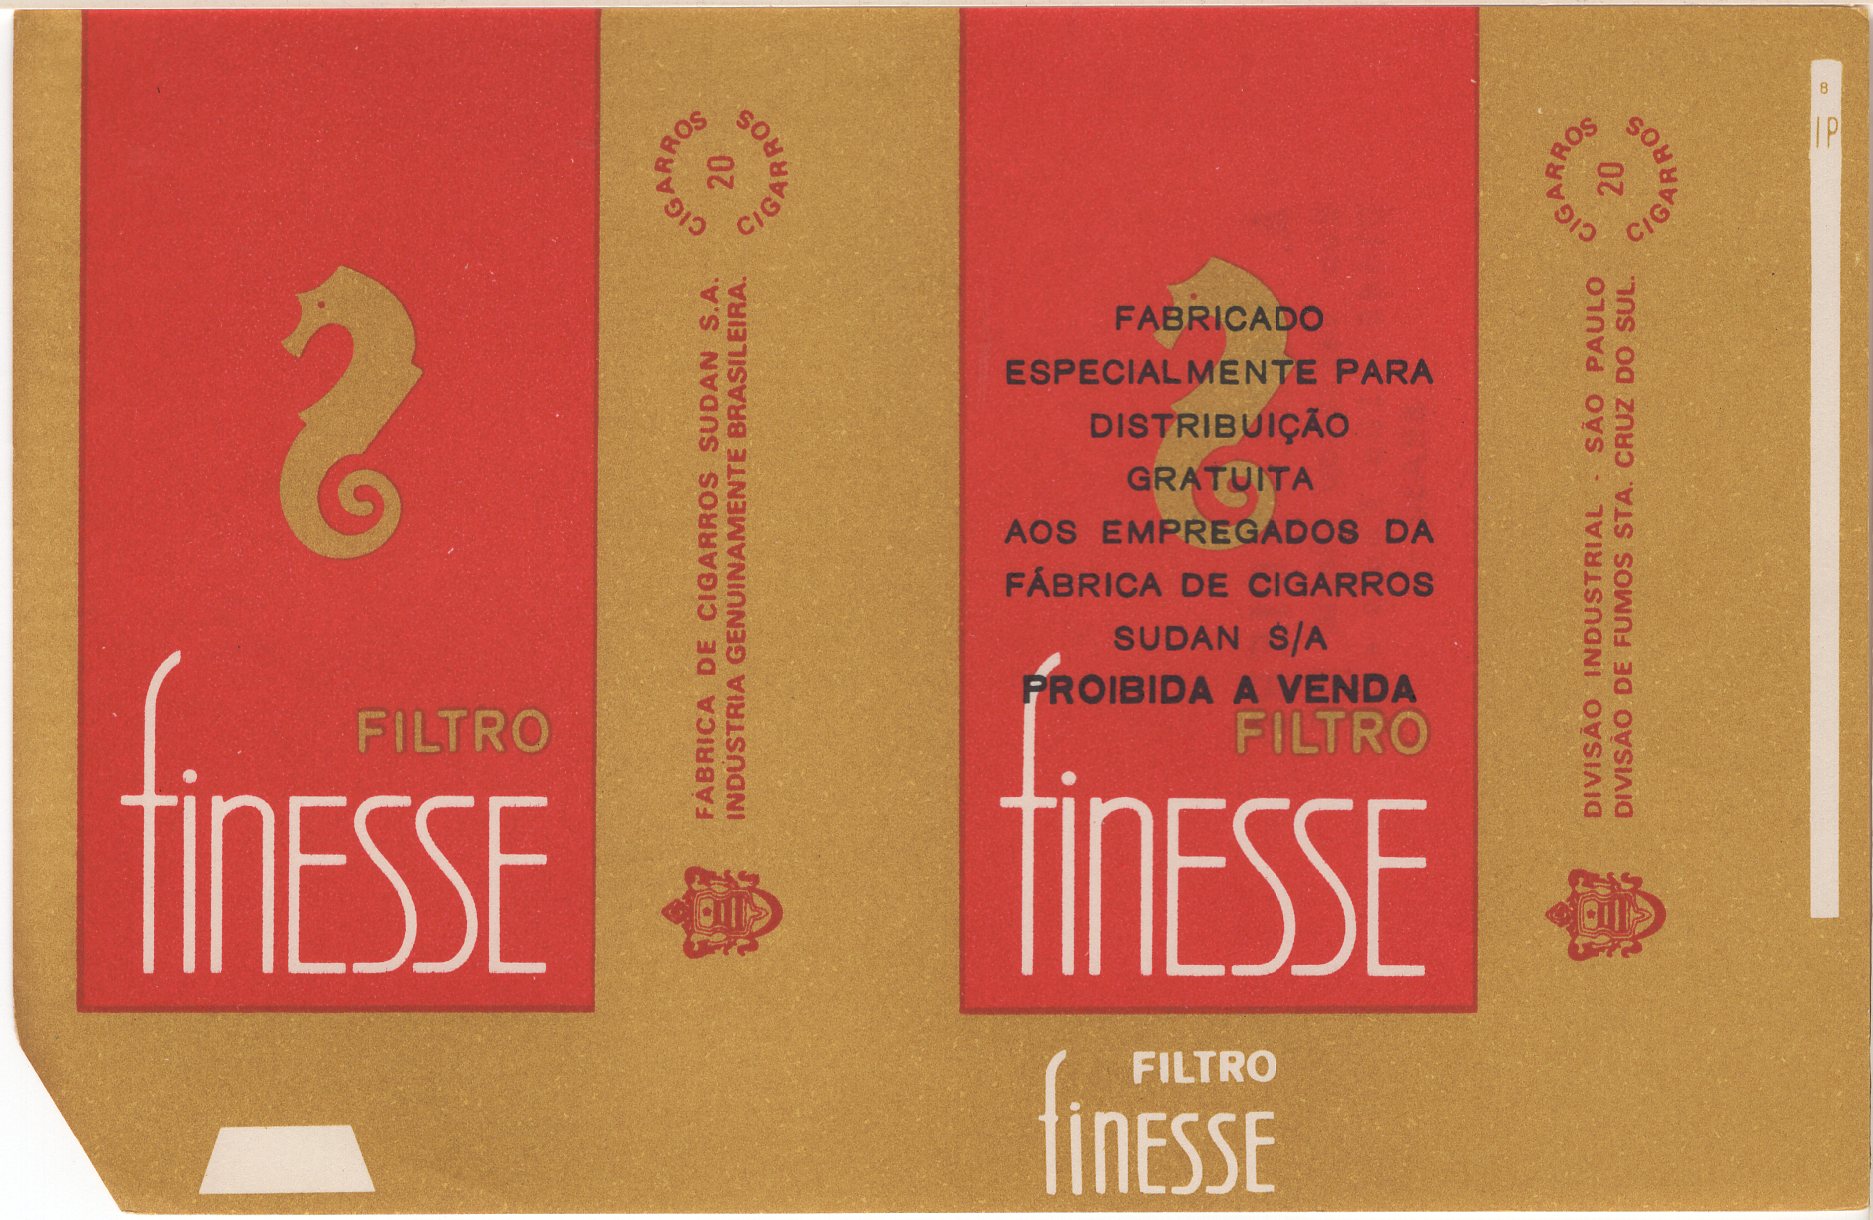 FILTRO
finESSE
CIGARROS
20
CIGARROS
FÁBRICA DE CIGARROS SUDAN S.A.
INDUSTRIA GENUINAMENTE BRASILEIRA.
FABRICADO
ESPECIALMENTE PARA
DISTRIBUIÇÃO
GRATUITA
AOS EMPREGADOS DA
FÁBRICA DE CIGARROS
SUDAN S/A
PROIBIDA A VENDA
FILTRO
finESSE
CIGARROS
20
CIGARROS
DIVISÃO INDUSTRIAL - SÃO PAULO
DIVISAO DE FUMOS STA. CRUZ DO SUL.
B
IP
FILTRO
finESSE